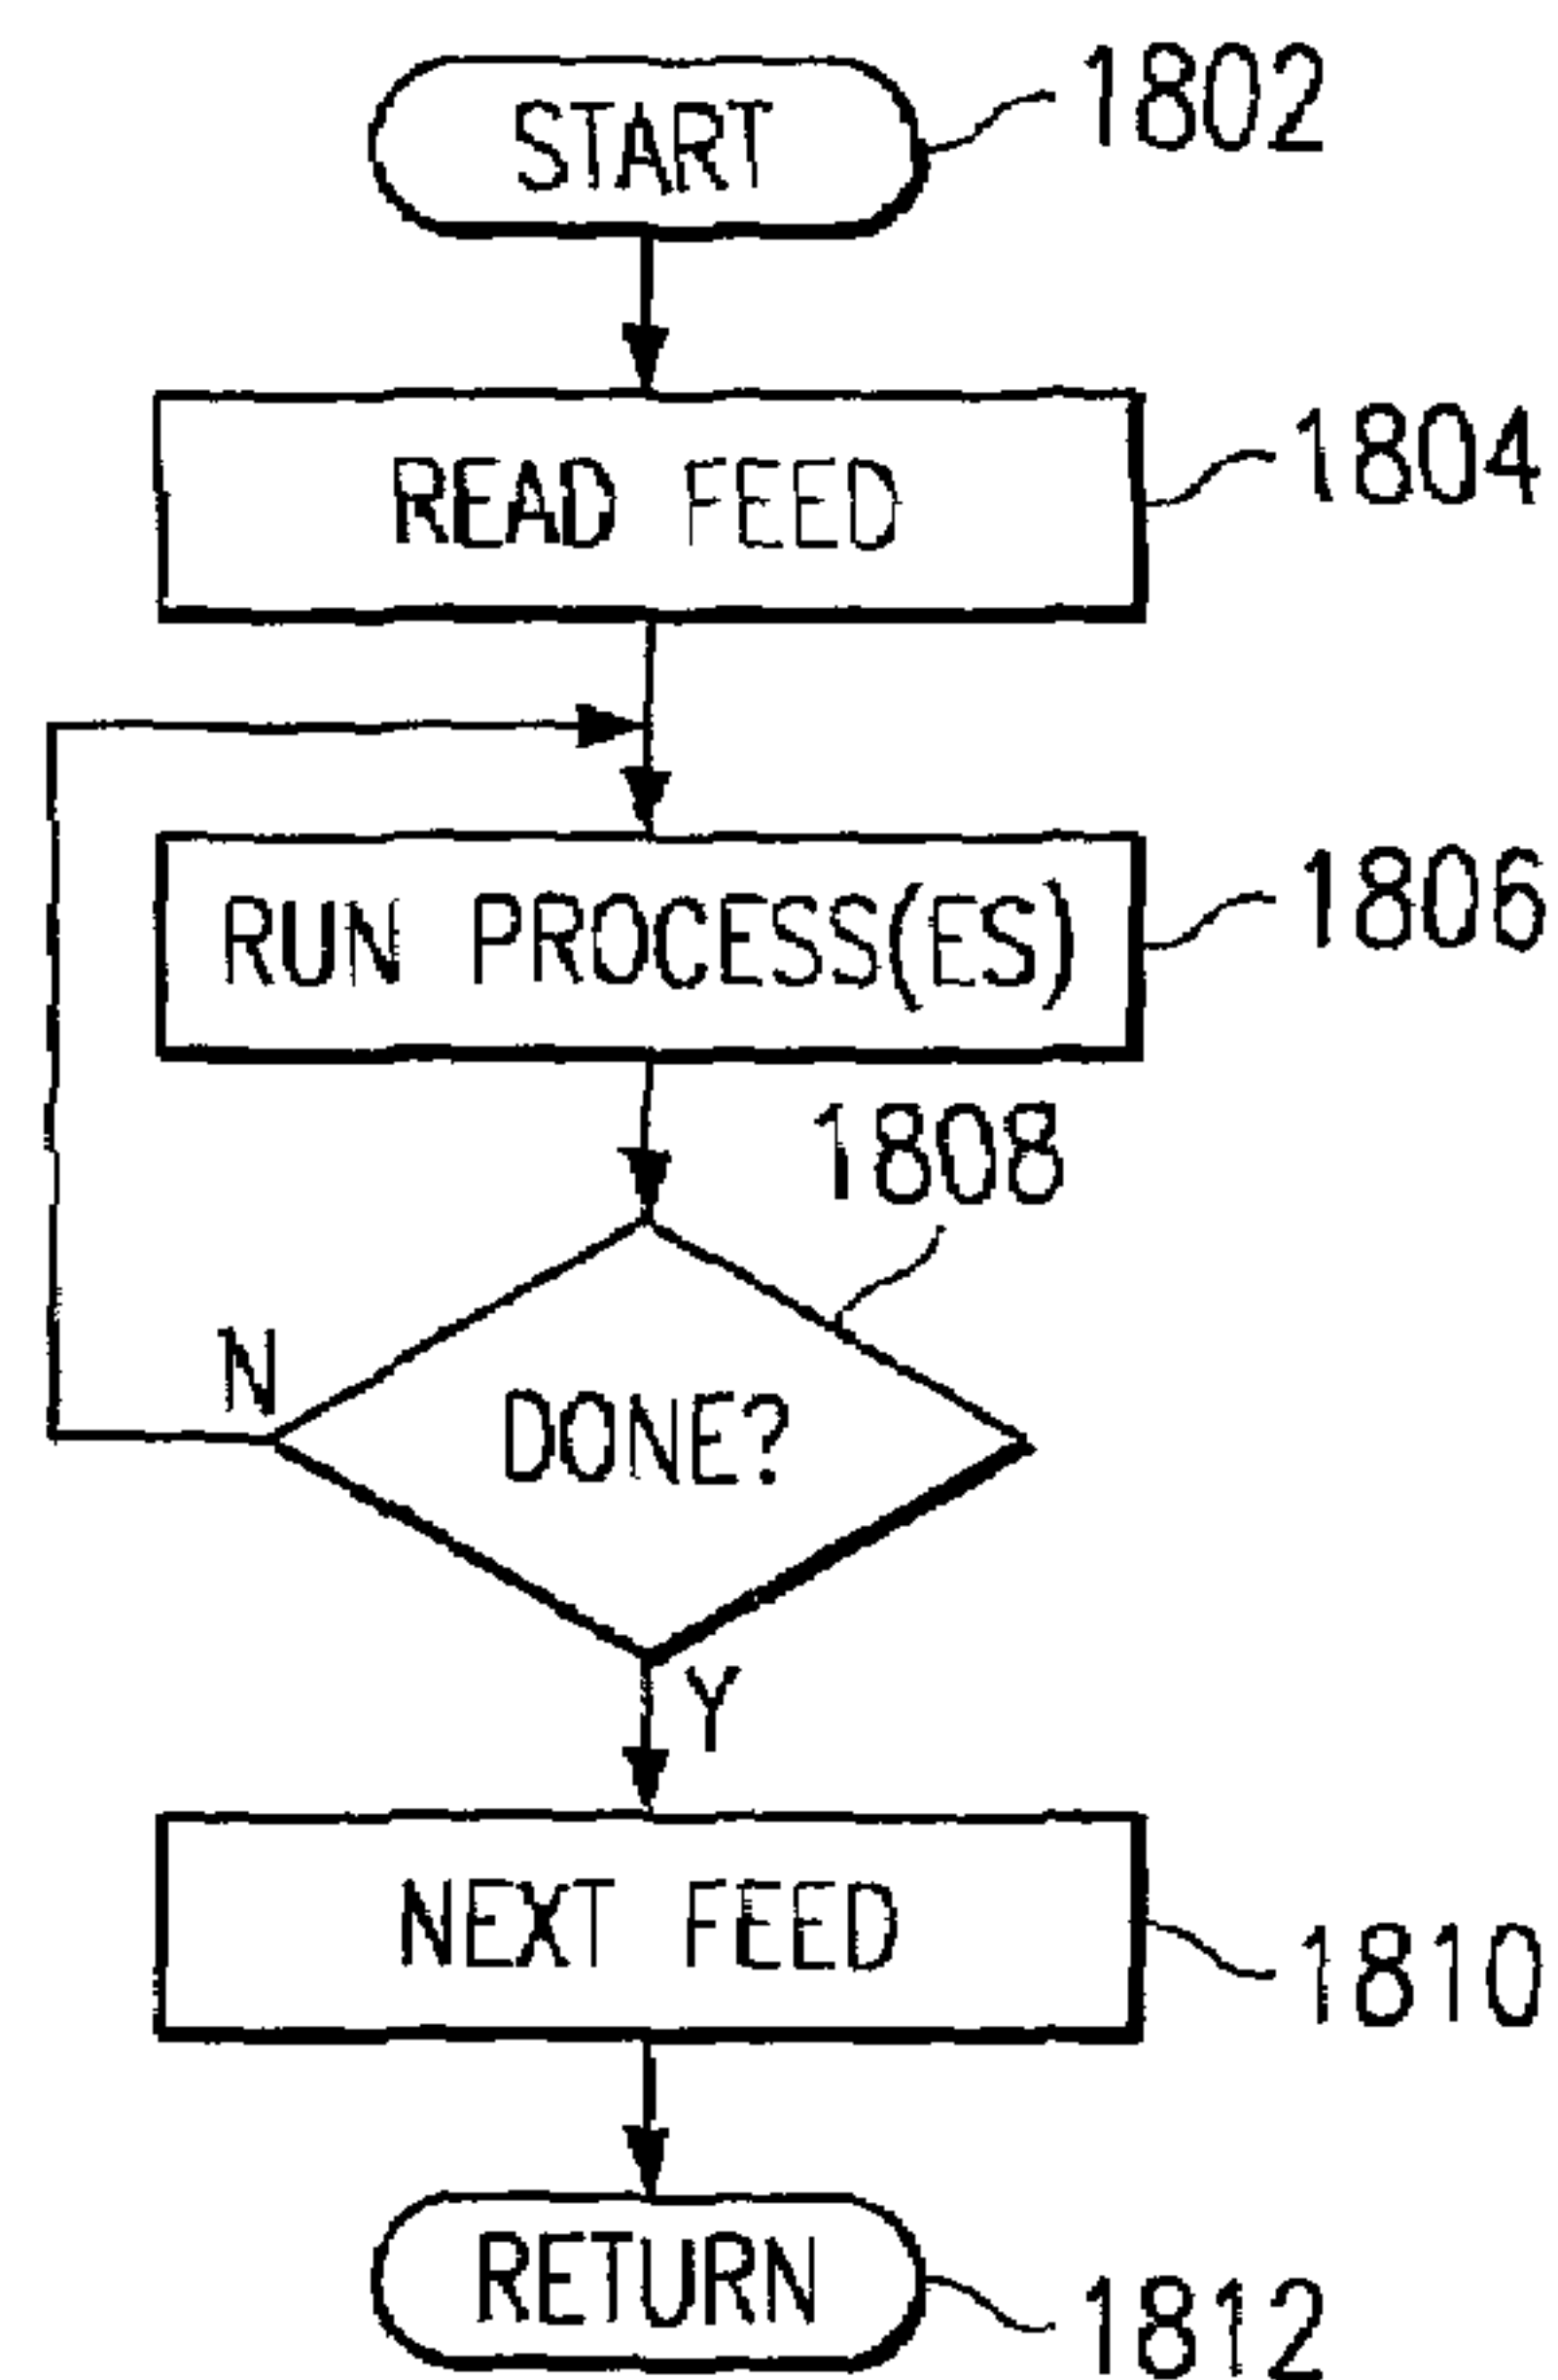 START
1802
READ FEED
1804
RUN PROCESS(ES)
1806
1808
N
DONE?
Y
NEXT FEED
1810
RETURN
1812